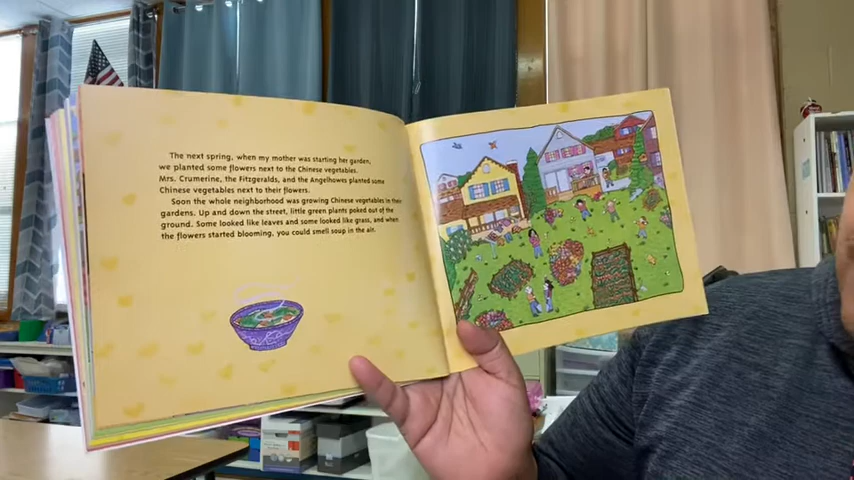 The next spring, when my mother was starting her garden,
we planted some flowers next to the Chinese vegetables.
Mrs. Crumerine, the Fitzgeralds, and the Angelhowes planted some
Chinese vegetables next to their flowers.
Soon the whole neighborhood was growing Chinese vegetables in their
gardens. Up and down the street, little green plants poked out of the
ground. Some looked like leaves and some looked like grass, and when
the flowers started blooming, you could smell soup in the air.